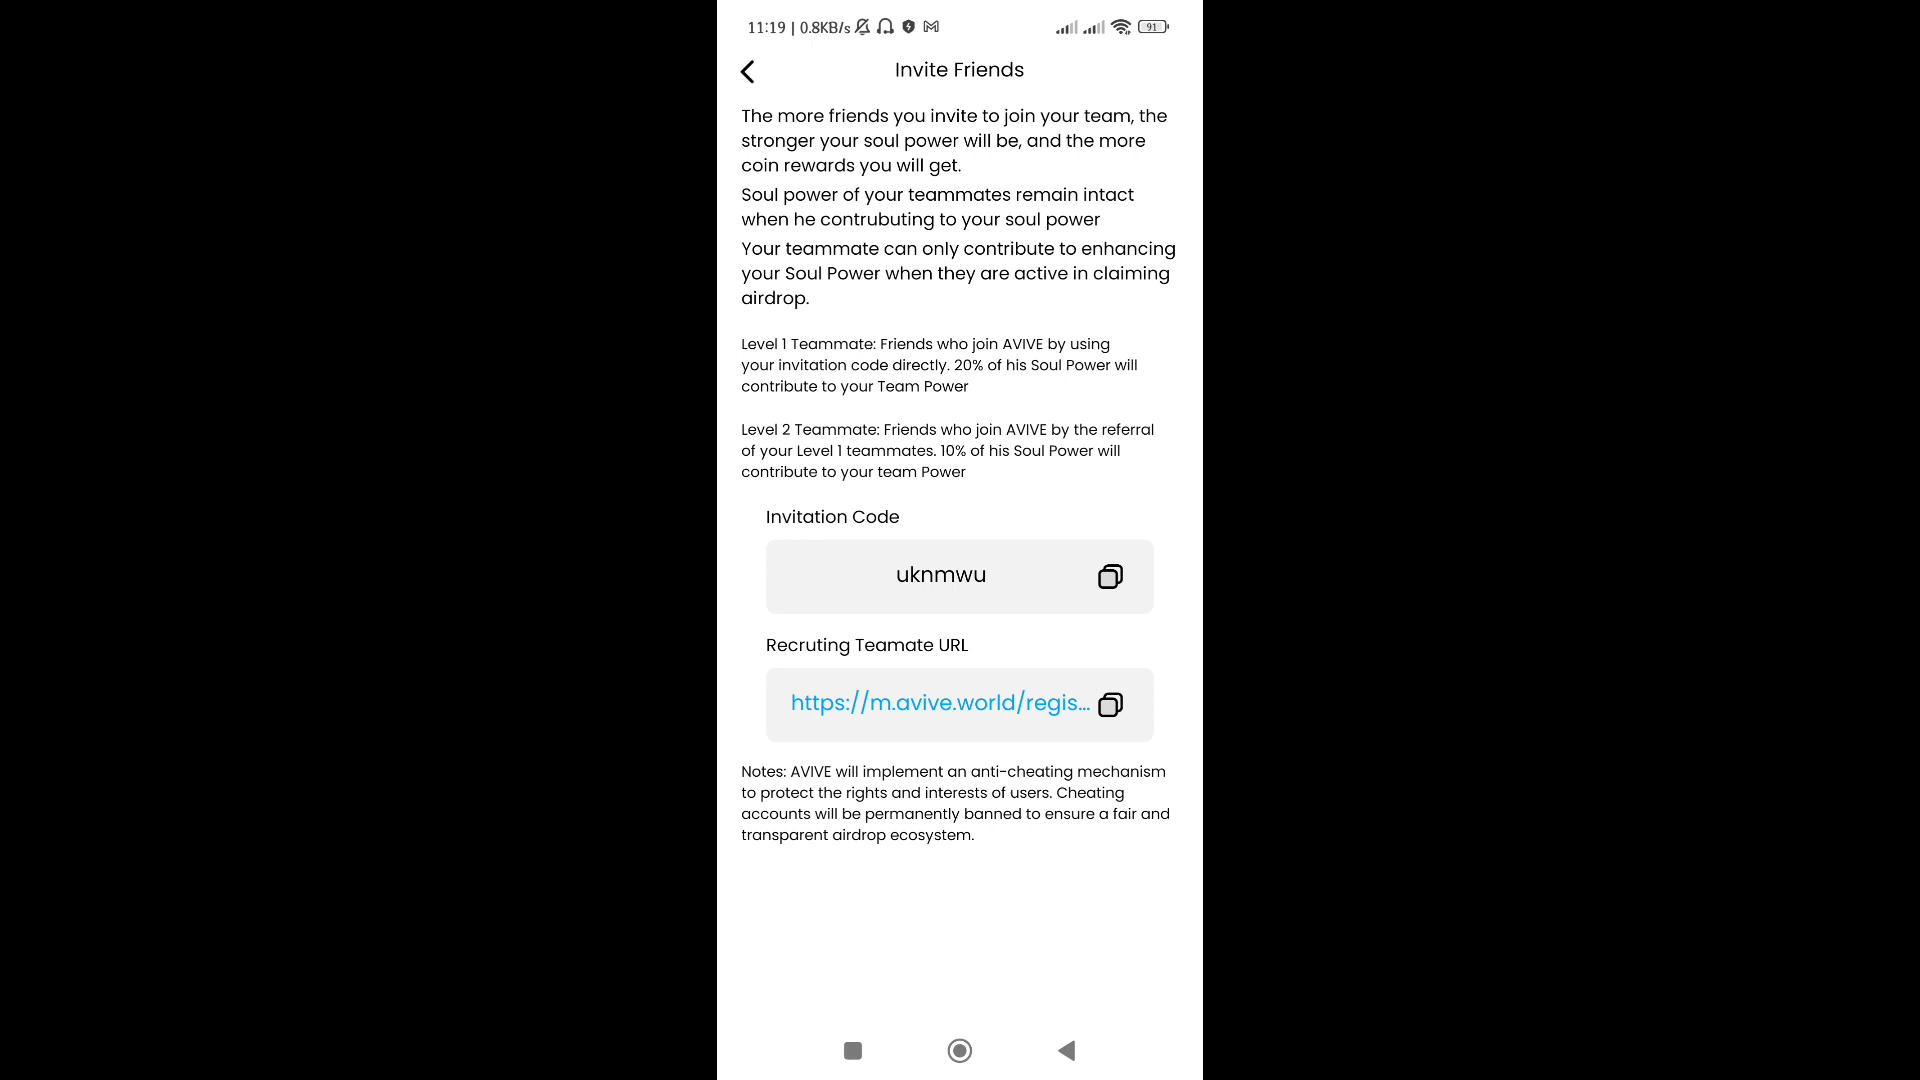 11:19 | 0.8KB/s
91
Invite Friends
The more friends you invite to join your team, the
stronger your soul power will be, and the more
coin rewards you will get.
Soul power of your teammates remain intact
when he contrubuting to your soul power
Your teammate can only contribute to enhancing
your Soul Power when they are active in claiming
airdrop.
Level 1 Teammate: Friends who join AVIVE by using
your invitation code directly. 20% of his Soul Power will
contribute to your Team Power
Level 2 Teammate: Friends who join AVIVE by the referral
of your Level 1 teammates. 10% of his Soul Power will
contribute to your team Power
Invitation Code
uknmwu
Recruting Teamate URL
https://m.avive.world/regis...
Notes: AVIVE will implement an anti-cheating mechanism
to protect the rights and interests of users. Cheating
accounts will be permanently banned to ensure a fair and
transparent airdrop ecosystem.